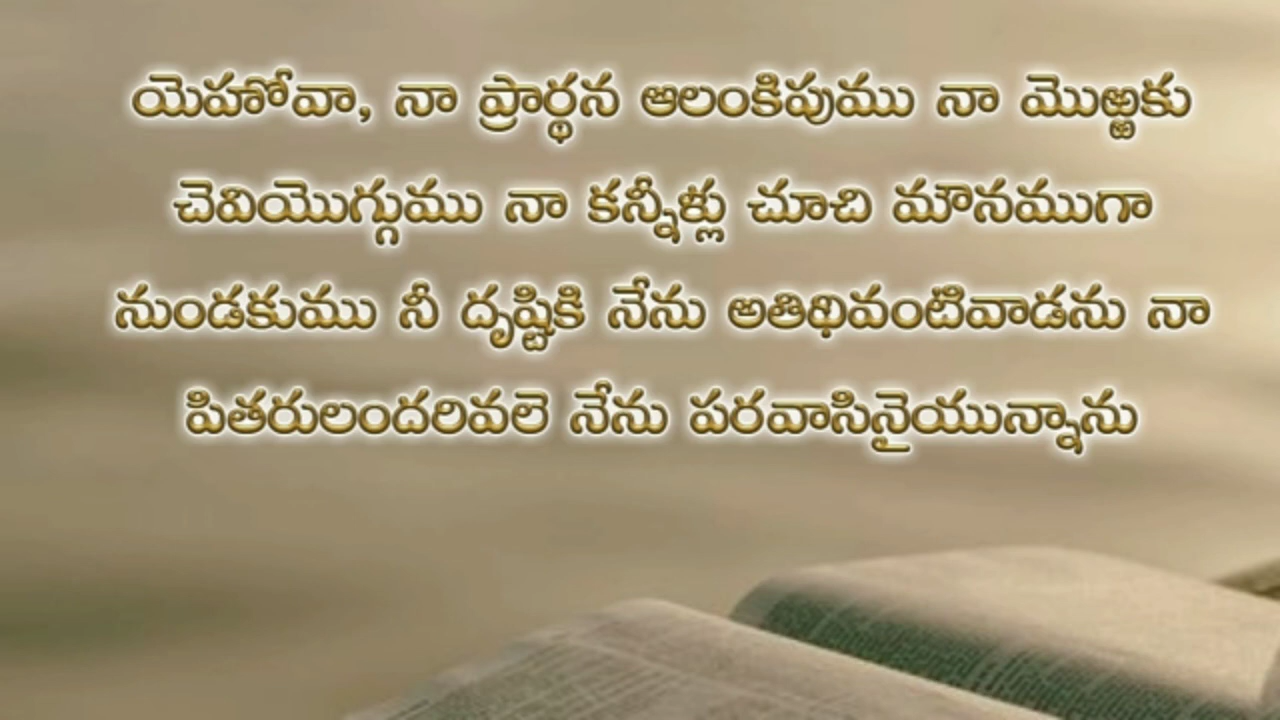 యెహోవా, నా ప్రార్థన ఆలంకిపుము నా మొఱ్ఱకు
చెవియొగ్గుము నా కన్నీళ్లు చూచి మౌనముగా
నుండకుము నీ దృష్టికి నేను అతిథివంటివాడను నా
పితరులందరివలె నేను పరవాసినైయున్నాను